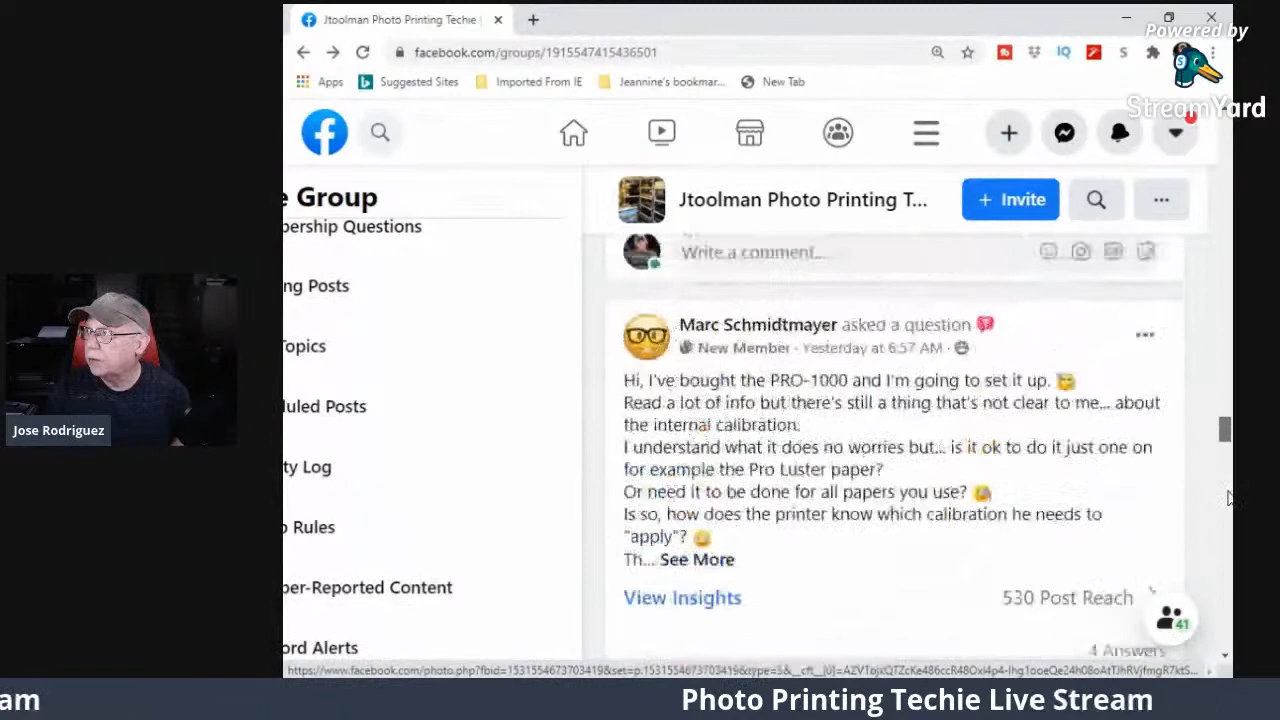 Jtoolman Photo Printing Techie
facebook.com/groups/1915547415436501
Powered by
StreamYard
Apps
Suggested Sites
Imported From IE
Jeannine's bookmar...
New Tab
IQ
S
e Group
bership Questions
ng Posts
Topics
duled Posts
ty Log
Rules
ber-Reported Content
ord Alerts
Jtoolman Photo Printing T...
+ Invite
Write a comment...
Marc Schmidtmayer asked a question
New Member · Yesterday at 6:57 AM ·
Hi, I've bought the PRO-1000 and I'm going to set it up.
Read a lot of info but there's still a thing that's not clear to me... about
the internal calibration.
I understand what it does no worries but... is it ok to do it just one on
for example the Pro Luster paper?
Or need it to be done for all papers you use?
Is so, how does the printer know which calibration he needs to
"apply"?
Th... See More
View Insights
530 Post Reach
41
4 Answers
Jose Rodriguez
am
Photo Printing Techie Live Stream